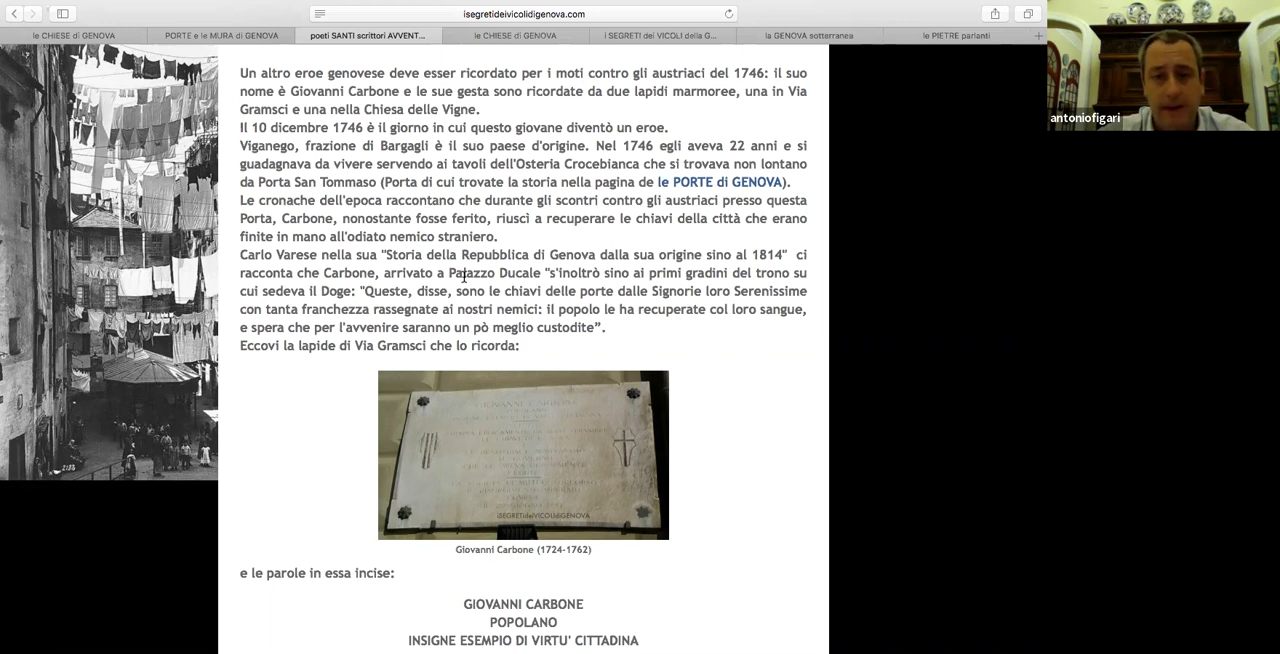 isegretideivicolidigenova.com
le CHIESE di GENOVA
PORTE e le MURA di GENOVA
poeti SANTI scrittori AVVENT...
le CHIESE di GENOVA
i SEGRETI dei VICOLI della G...
la GENOVA sotterranea
le PIETRE parlanti
antoniofigari
Un altro eroe genovese deve esser ricordato per i moti contro gli austriaci del 1746: il suo
nome è Giovanni Carbone e le sue gesta sono ricordate da due lapidi marmoree, una in Via
Gramsci e una nella Chiesa delle Vigne.
Il 10 dicembre 1746 è il giorno in cui questo giovane diventò un eroe.
Viganego, frazione di Bargagli è il suo paese d'origine. Nel 1746 egli aveva 22 anni e si
guadagnava da vivere servendo ai tavoli dell'Osteria Crocebianca che si trovava non lontano
da Porta San Tommaso (Porta di cui trovate la storia nella pagina de le PORTE di GENOVA).
Le cronache dell'epoca raccontano che durante gli scontri contro gli austriaci presso questa
Porta, Carbone, nonostante fosse ferito, riuscì a recuperare le chiavi della città che erano
finite in mano all'odiato nemico straniero.
Carlo Varese nella sua "Storia della Repubblica di Genova dalla sua origine sino al 1814" ci
racconta che Carbone, arrivato a Palazzo Ducale "s'inoltrò sino ai primi gradini del trono su
cui sedeva il Doge: "Queste, disse, sono le chiavi delle porte dalle Signorie loro Serenissime
con tanta franchezza rassegnate ai nostri nemici: il popolo le ha recuperate col loro sangue,
e spera che per l'avvenire saranno un pò meglio custodite”.
Eccovi la lapide di Via Gramsci che lo ricorda:
GIOVANNI CARBONE
iSEGRETIdeiVICOLIdiGENOVA
Giovanni Carbone (1724-1762)
e le parole in essa incise:
GIOVANNI CARBONE
POPOLANO
INSIGNE ESEMPIO DI VIRTU' CITTADINA